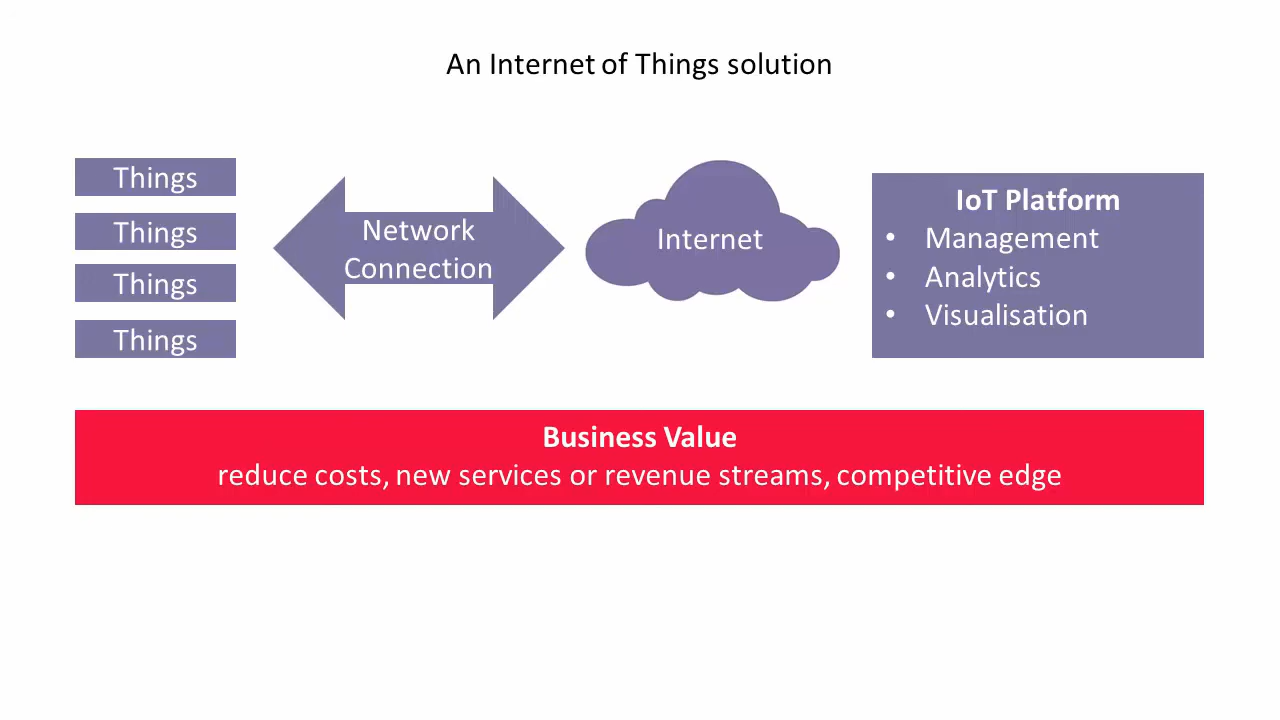 An Internet of Things solution
Things
Things
Things
Things
Network
Connection
Internet
IoT Platform
• Management
• Analytics
• Visualisation
Business Value
reduce costs, new services or revenue streams, competitive edge